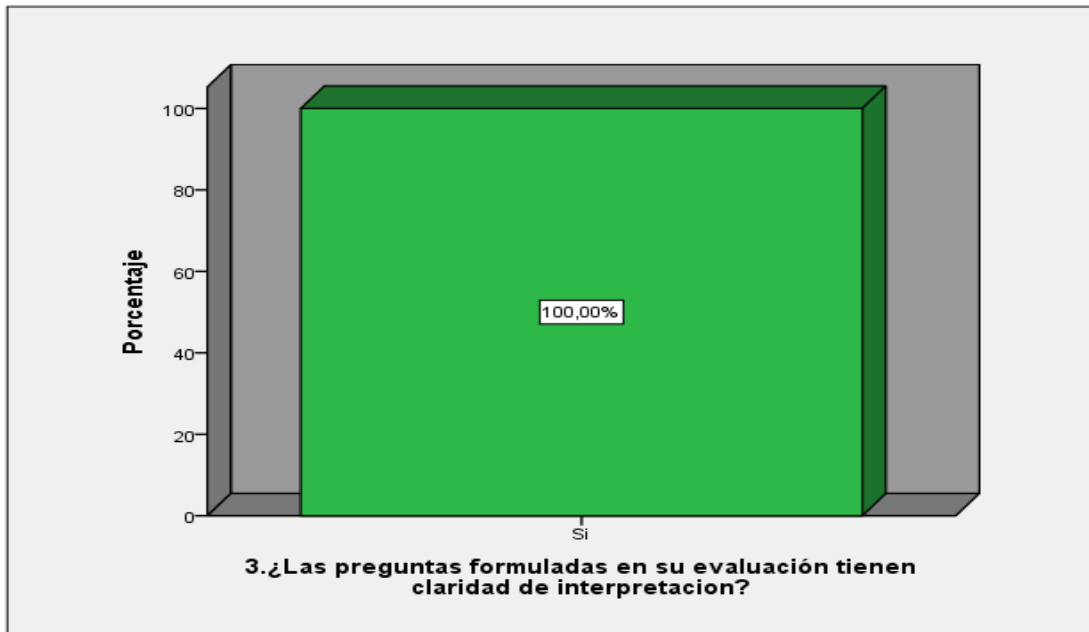 Porcentaje
100
80
60
40
20
0
100,00%
Si
3.¿Las preguntas formuladas en su evaluación tienen
claridad de interpretacion?